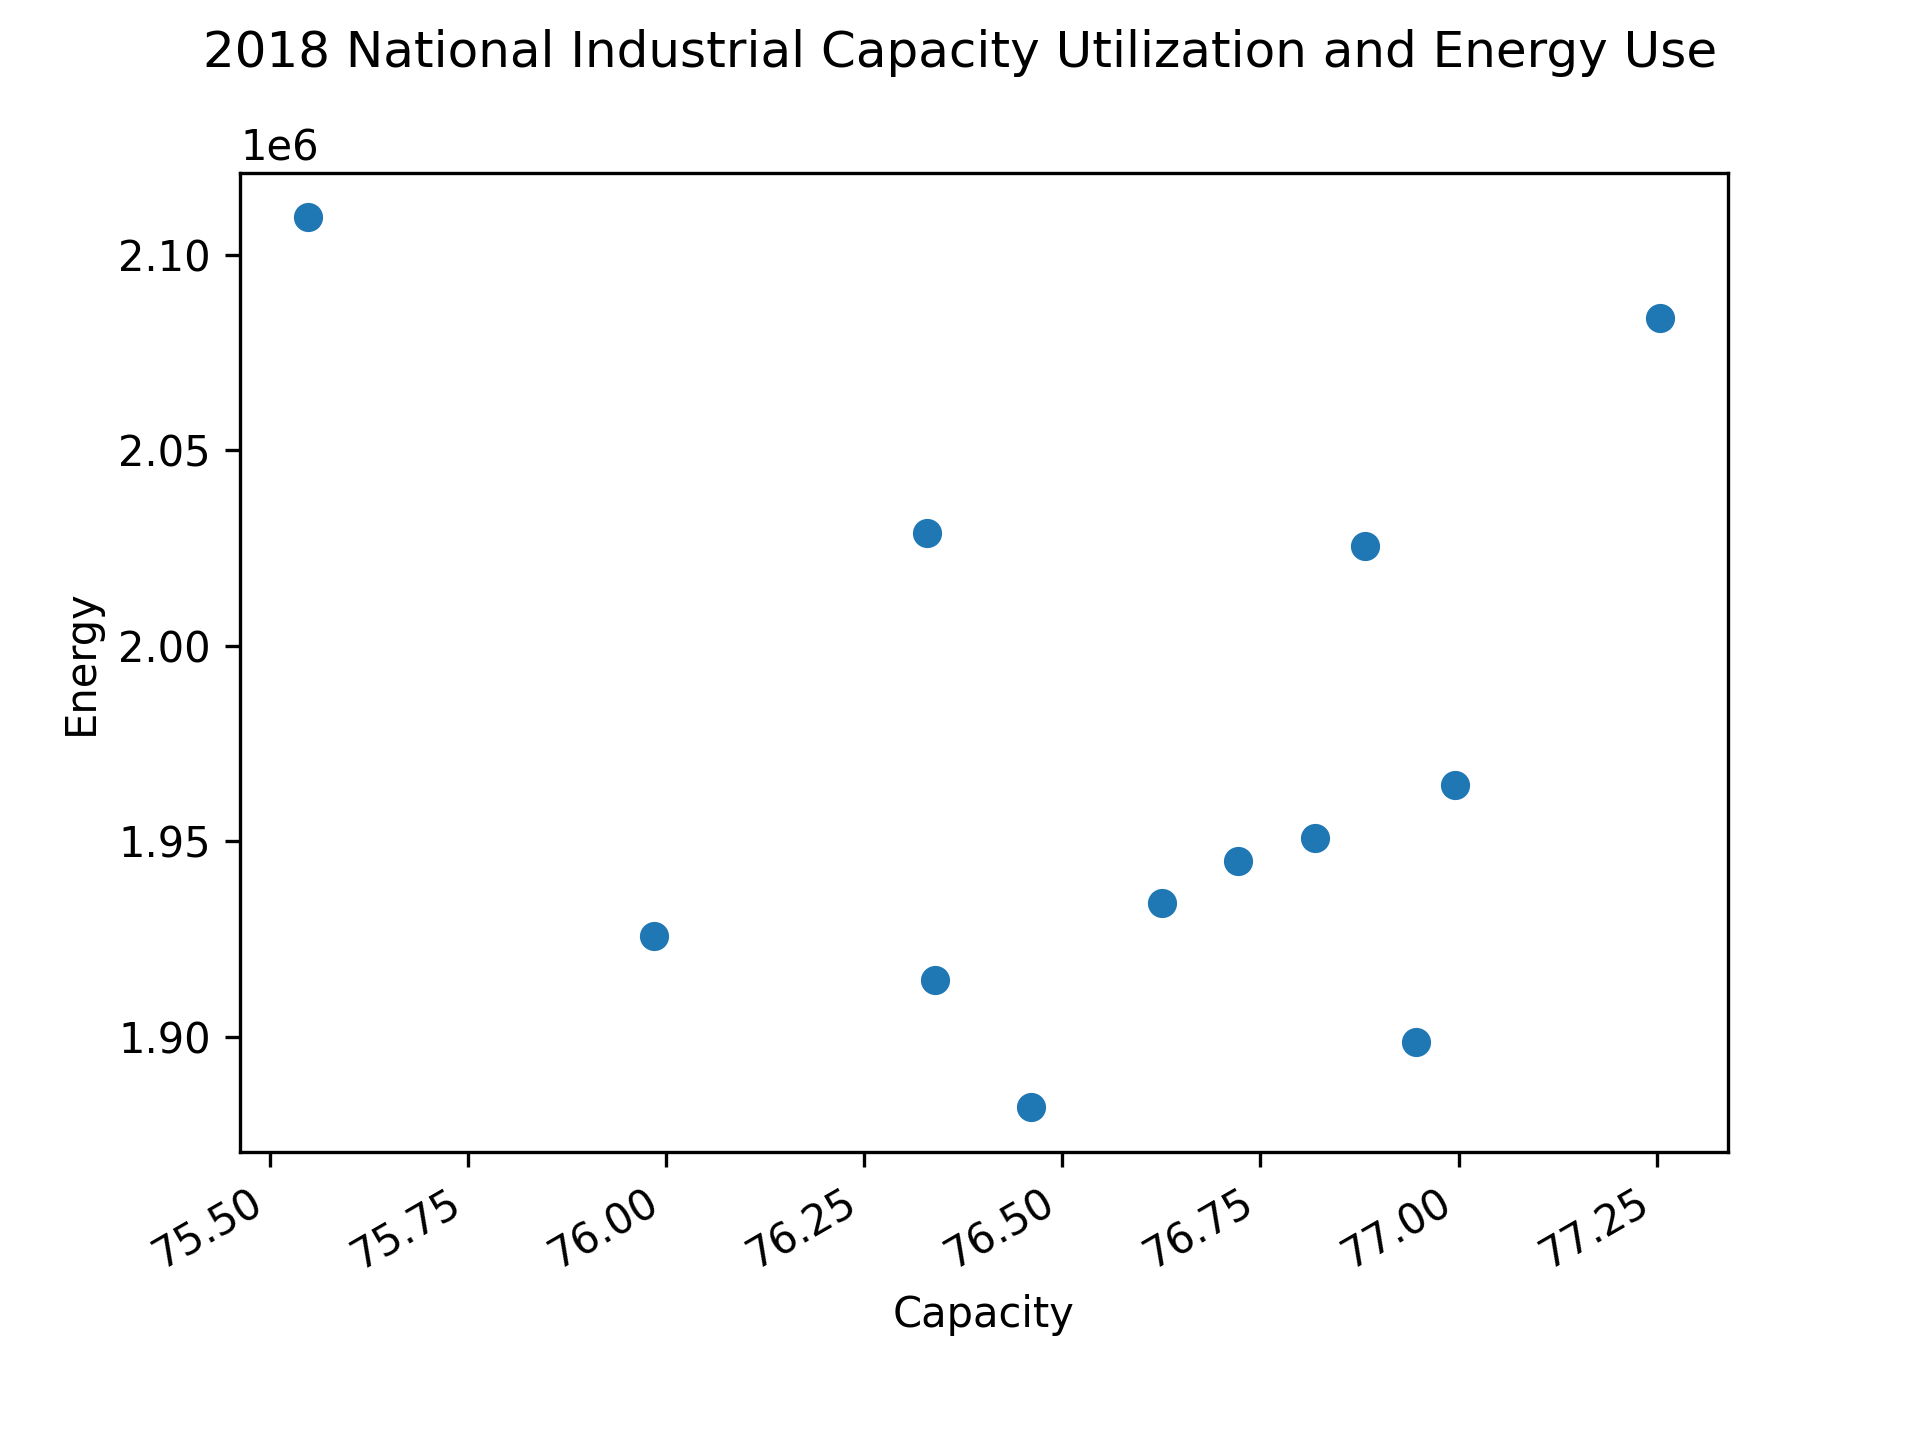 2018 National Industrial Capacity Utilization and Energy Use
1e6
2.10
2.05
2.00
1.95
1.90
Energy
75.50 75.75 76.00 76.25 76.50 76.75 77.00 77.25
Capacity